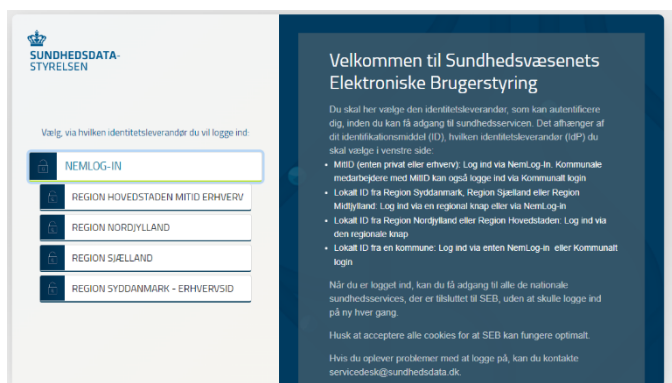 SUNDHEDSDATA-
STYRELSEN
Vælg, via hvilken identitetsleverandør du vil logge ind:
NEMLOG-IN
REGION HOVEDSTADEN MITID ERHVERV
REGION NORDJYLLAND
REGION SJÆLLAND
REGION SYDDANMARK - ERHVERVSID
Velkommen til Sundhedsvæsenets
Elektroniske Brugerstyring
Du skal her vælge den identitetsleverandør, som kan autentificere
dig, inden du kan få adgang til sundhedsservicen. Det afhænger af
dit identifikationsmiddel (ID), hvilken identitetsleverandør (IdP) du
skal vælge i venstre side:
• MitID (enten privat eller erhverv): Log ind via NemLog-In. Kommunale
medarbejdere med MitID kan også logge ind via Kommunalt login
• Lokalt ID fra Region Syddanmark, Region Sjælland eller Region
Midtjylland: Log ind via en regional knap eller via NemLog-in
• Lokalt ID fra Region Nordjylland eller Region Hovedstaden: Log ind via
den regionale knap
• Lokalt ID fra en kommune: Log ind via enten NemLog-in eller Kommunalt
login
Når du er logget ind, kan du få adgang til alle de nationale
sundhedsservices, der er tilsluttet til SEB, uden at skulle logge ind
på ny hver gang.
Husk at acceptere alle cookies for at SEB kan fungere optimalt.
Hvis du oplever problemer med at logge på, kan du kontakte
servicedesk@sundhedsdata.dk.